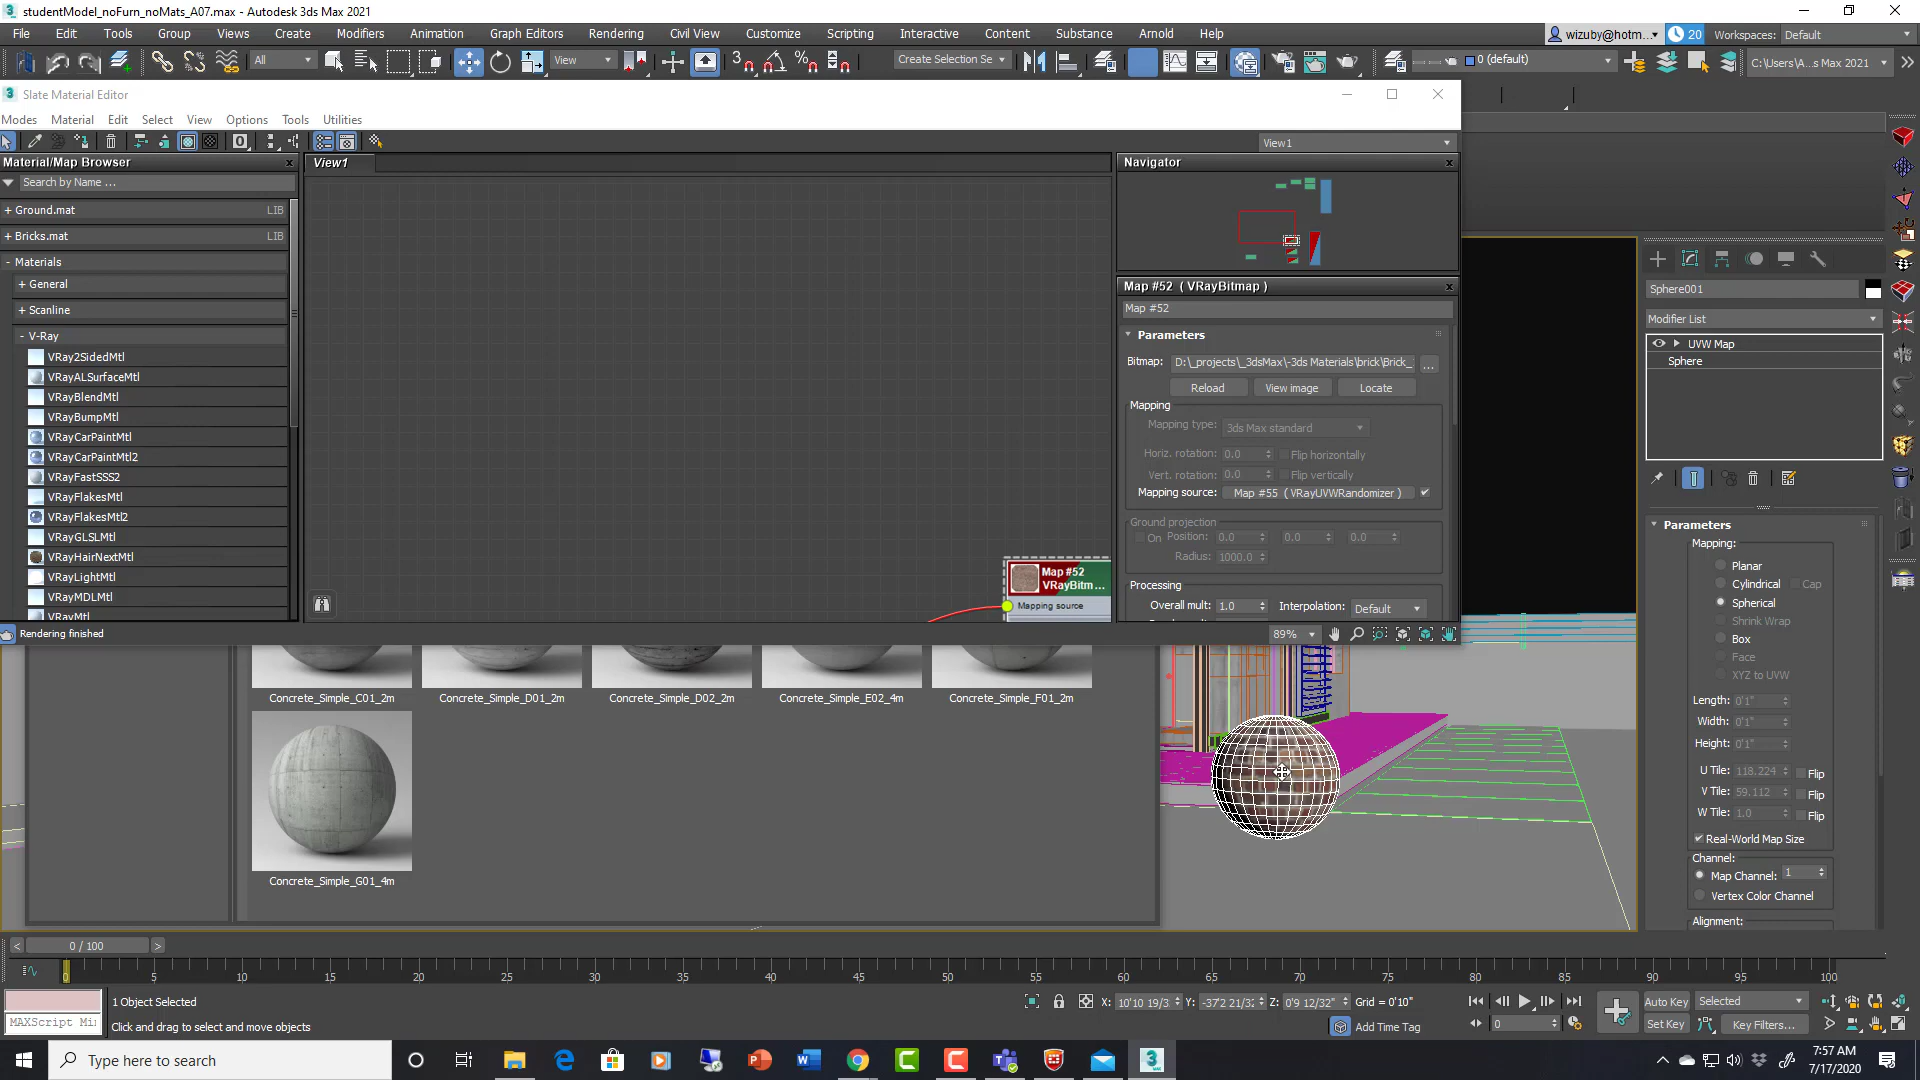 studentModel_noFurn_noMats_A07.max - Autodesk 3ds Max 2021
File Edit Tools Group Views Create Modifiers Animation Graph Editors Rendering Civil View Customize Scripting Interactive Content Substance Arnold Help
wizuby@hotm... 20 Workspaces: Default
All View Create Selection Se 0 (default) C:\Users\A...s Max 2021
Slate Material Editor
Modes Material Edit Select View Options Tools Utilities
View1
Material/Map Browser
View1
Navigator
Search by Name ...
+ Ground.mat LIB
+ Bricks.mat LIB
- Materials
+ General
+ Scanline
- V-Ray
VRay2SidedMtl
VRayALSurfaceMtl
VRayBlendMtl
VRayBumpMtl
VRayCarPaintMtl
VRayCarPaintMtl2
VRayFastSSS2
VRayFlakesMtl
VRayFlakesMtl2
VRayGLSLMtl
VRayHairNextMtl
VRayLightMtl
VRayMDLMtl
VRayMtl
Rendering finished
Map #52
VRayBitm...
Mapping source
Map #52 ( VRayBitmap )
Map #52
Parameters
Bitmap: D:\_projects\_3dsMax\-3ds Materials\brick\Brick_ ...
Reload View image Locate
Mapping
Mapping type: 3ds Max standard
Horiz. rotation: 0.0 Flip horizontally
Vert. rotation: 0.0 Flip vertically
Mapping source: Map #55 ( VRayUVWRandomizer )
Ground projection
On Position: 0.0 0.0 0.0
Radius: 1000.0
Processing
Overall mult: 1.0 Interpolation: Default
89%
Concrete_Simple_C01_2m Concrete_Simple_D01_2m Concrete_Simple_D02_2m Concrete_Simple_E02_4m Concrete_Simple_F01_2m
Concrete_Simple_G01_4m
Sphere001
Modifier List
UVW Map
Sphere
Parameters
Mapping:
Planar
Cylindrical Cap
Spherical
Shrink Wrap
Box
Face
XYZ to UVW
Length: 0'1"
Width: 0'1"
Height: 0'1"
U Tile: 118.224 Flip
V Tile: 59.112 Flip
W Tile: 1.0 Flip
Real-World Map Size
Channel:
Map Channel: 1
Vertex Color Channel
Alignment:
< 0 / 100 >
0 5 10 15 20 25 30 35 40 45 50 55 60 65 70 75 80 85 90 95 100
1 Object Selected
X: 10'10 19/3 Y: -37'2 21/32 Z: 0'9 12/32" Grid = 0'10"
Auto Key Selected
MAXScript Mi
Click and drag to select and move objects
Add Time Tag
0
Set Key Key Filters...
Type here to search
7:57 AM
7/17/2020